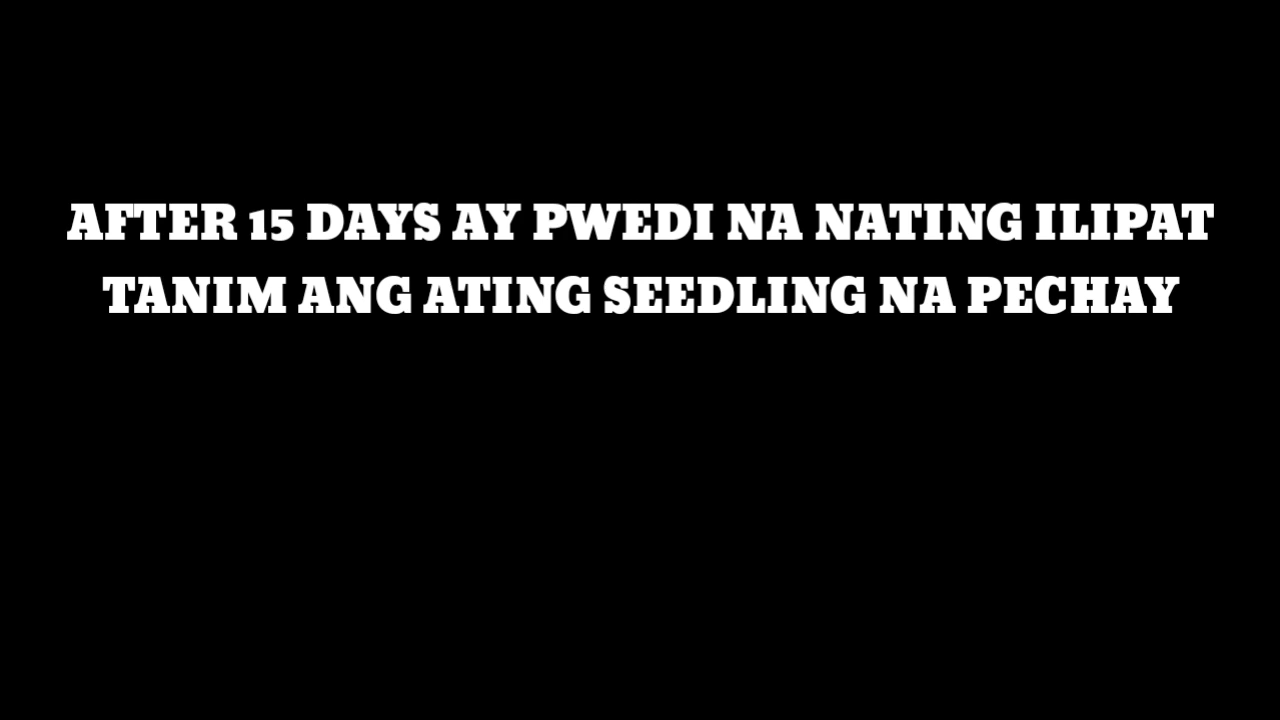 AFTER 15 DAYS AY PWEDI NA NATING ILIPAT
TANIM ANG ATING SEEDLING NA PECHAY